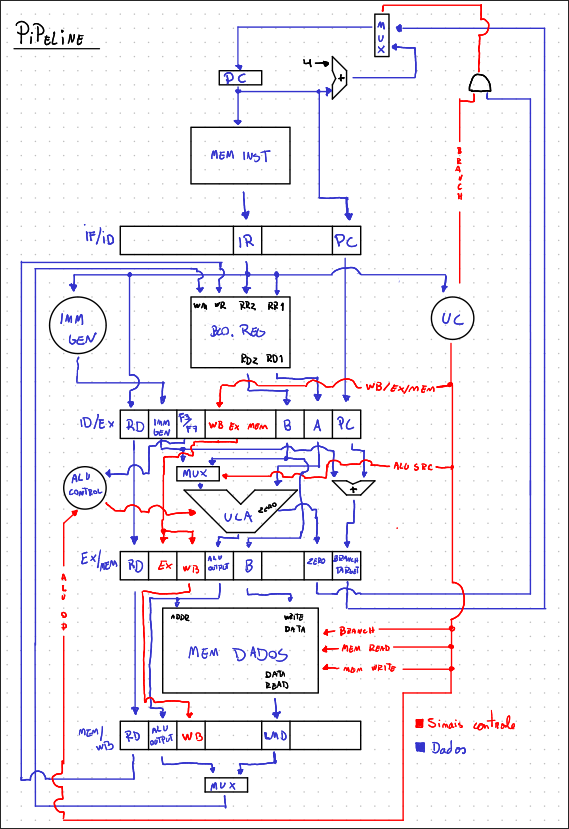 PiPeLine
MUX
4
+
PC
MEM INST
BRANCH
IF/ID
IR
PC
WM WR RR2 RR1
IMM GEN
BCO. REG
UC
RD2 RD1
WB/EX/MEM
ID/EX
RD
IMM GEN
F3/F7
WB EX MEM
B
A
PC
ALU CONTROL
MUX
ALU SRC
+
ULA
ZERO
EX/MEM
RD
EX
WB
ALU OUTPUT
B
ZERO
BRANCH TARGET
ALU OP
ADDR
WRITE DATA
BRANCH
MEM DADOS
MEM READ
MEM WRITE
DATA READ
MEM/WB
RD
ALU OUTPUT
WB
LMD
Sinais controle
Dados
MUX